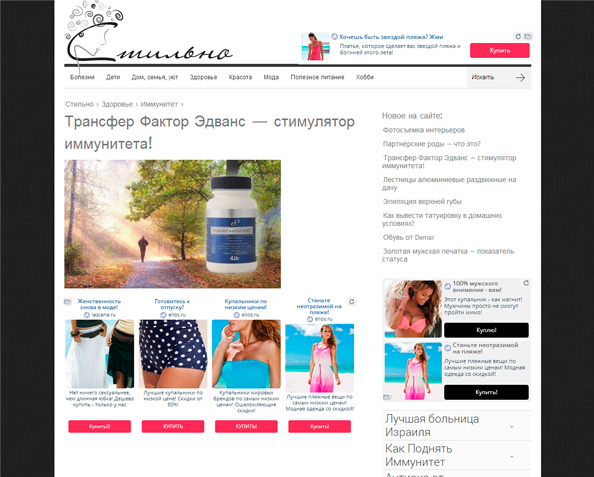 Стильно
Хочешь быть звездой пляжа? Жми
Платье, которое сделает вас звездой пляжа и
богиней этого лета!
Купить
Болезни Дети Дом, семья, уют Здоровье Красота Мода Полезное питание Хобби
Искать
Стильно › Здоровье › Иммунитет ›
Трансфер Фактор Эдванс — стимулятор
иммунитета!
4life
Женственность
снова в моде!
lascana.ru
Нет ничего сексуальнее,
чем длинная юбка! Дешево
купить - только у нас
Купить!!!
Готовитесь к
отпуску?
elios.ru
Лучшие купальники по
низкой цене! Скидки от
50%!
КУПИТЬ
Купальники по
низким ценам!
elios.ru
Купальники мировых
брендов по самым низким
ценам! Ошеломляющие
скидки!
КУПИТЬ!
Станьте
неотразимой на
пляже!
Лучшие пляжные вещи по
самым низким ценам!
Модная одежда со скидкой!
Купить!
Новое на сайте:
Фотосъемка интерьеров
Партнёрские роды – что это?
Трансфер Фактор Эдванс – стимулятор
иммунитета!
Лестницы алюминиевые раздвижные на
дачу
Эпиляция верхней губы
Как вывести татуировку в домашних
условиях?
Обувь от Demar
Золотая мужская печатка – показатель
статуса
100% мужского
внимания - вам!
Этот купальник - как магнит!
Мужчины просто не смогут
пройти мимо!
Куплю!
Станьте неотразимой
на пляже!
Лучшие пляжные вещи по
самым низким ценам! Модная
одежда со скидкой!
Купить!
Лучшая больница
Израиля
Как Поднять
Иммунитет